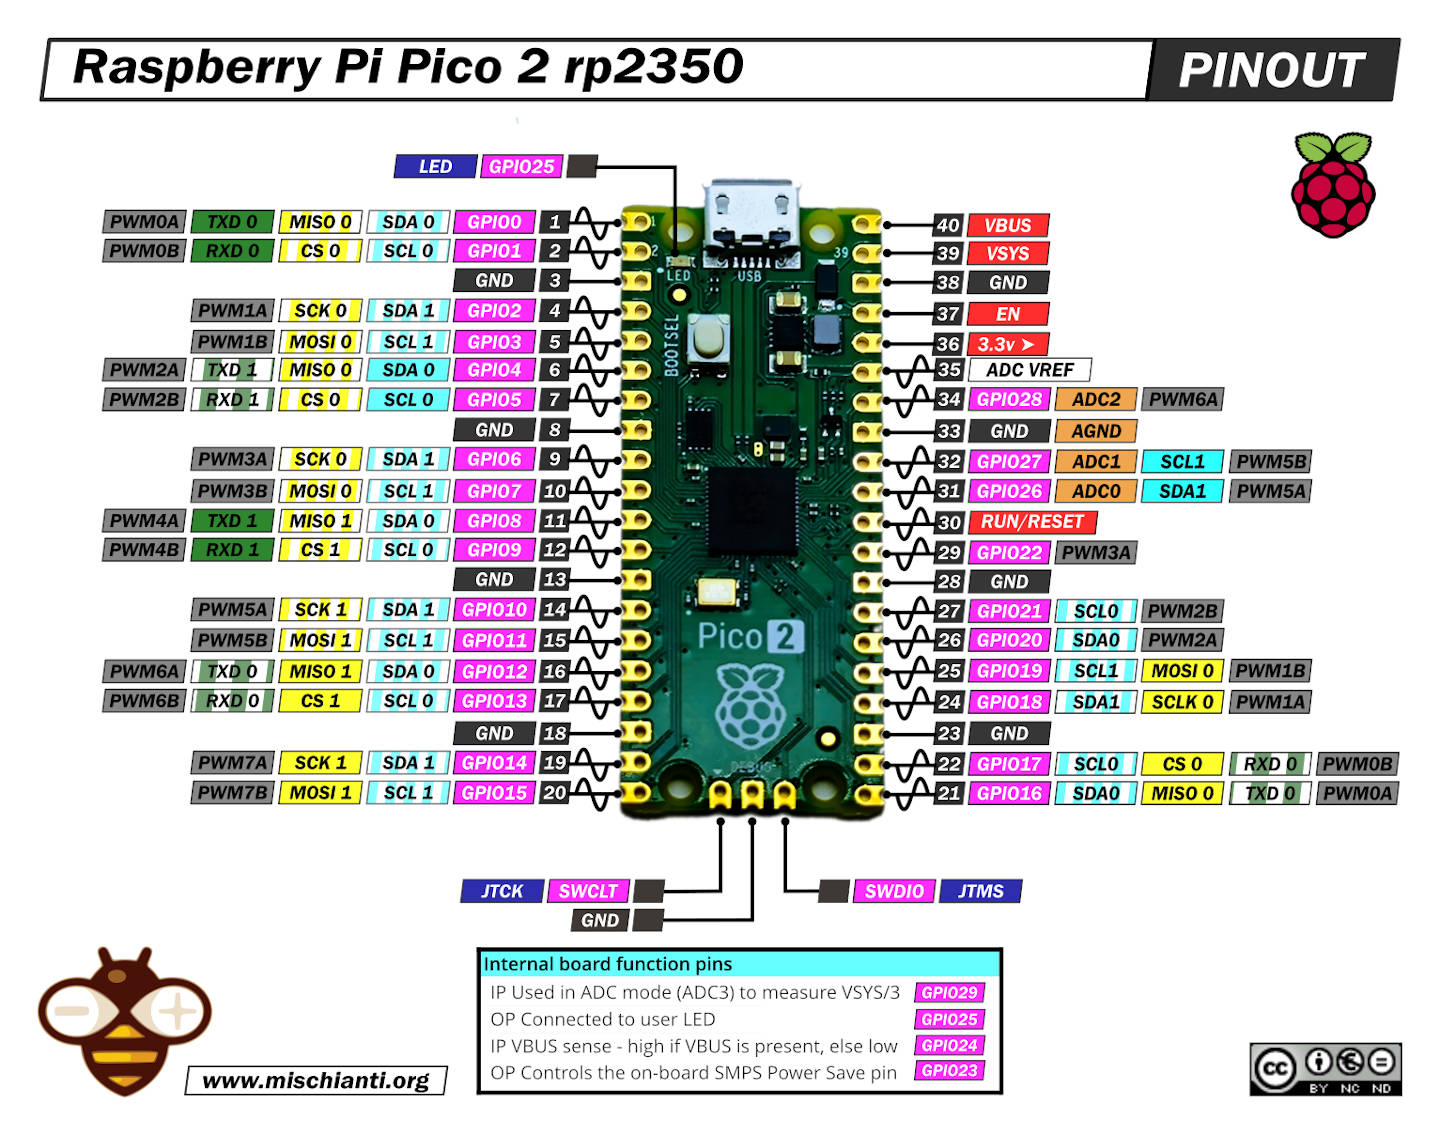 Raspberry Pi Pico 2 rp2350 PINOUT
LED GPIO25
PWM0A TXD 0 MISO 0 SDA 0 GPIO0 1
PWM0B RXD 0 CS 0 SCL 0 GPIO1 2
GND 3
PWM1A SCK 0 SDA 1 GPIO2 4
PWM1B MOSI 0 SCL 1 GPIO3 5
PWM2A TXD 1 MISO 0 SDA 0 GPIO4 6
PWM2B RXD 1 CS 0 SCL 0 GPIO5 7
GND 8
PWM3A SCK 0 SDA 1 GPIO6 9
PWM3B MOSI 0 SCL 1 GPIO7 10
PWM4A TXD 1 MISO 1 SDA 0 GPIO8 11
PWM4B RXD 1 CS 1 SCL 0 GPIO9 12
GND 13
PWM5A SCK 1 SDA 1 GPIO10 14
PWM5B MOSI 1 SCL 1 GPIO11 15
PWM6A TXD 0 MISO 1 SDA 0 GPIO12 16
PWM6B RXD 0 CS 1 SCL 0 GPIO13 17
GND 18
PWM7A SCK 1 SDA 1 GPIO14 19
PWM7B MOSI 1 SCL 1 GPIO15 20
1
2
39
LED
USB
BOOTSEL
Pico 2
DEBUG
40 VBUS
39 VSYS
38 GND
37 EN
36 3.3v ➤
35 ADC VREF
34 GPIO28 ADC2 PWM6A
33 GND AGND
32 GPIO27 ADC1 SCL1 PWM5B
31 GPIO26 ADC0 SDA1 PWM5A
30 RUN/RESET
29 GPIO22 PWM3A
28 GND
27 GPIO21 SCL0 PWM2B
26 GPIO20 SDA0 PWM2A
25 GPIO19 SCL1 MOSI 0 PWM1B
24 GPIO18 SDA1 SCLK 0 PWM1A
23 GND
22 GPIO17 SCL0 CS 0 RXD 0 PWM0B
21 GPIO16 SDA0 MISO 0 TXD 0 PWM0A
JTCK SWCLT
GND
SWDIO JTMS
Internal board function pins
IP Used in ADC mode (ADC3) to measure VSYS/3 GPIO29
OP Connected to user LED GPIO25
IP VBUS sense - high if VBUS is present, else low GPIO24
OP Controls the on-board SMPS Power Save pin GPIO23
www.mischianti.org
cc
BY NC ND